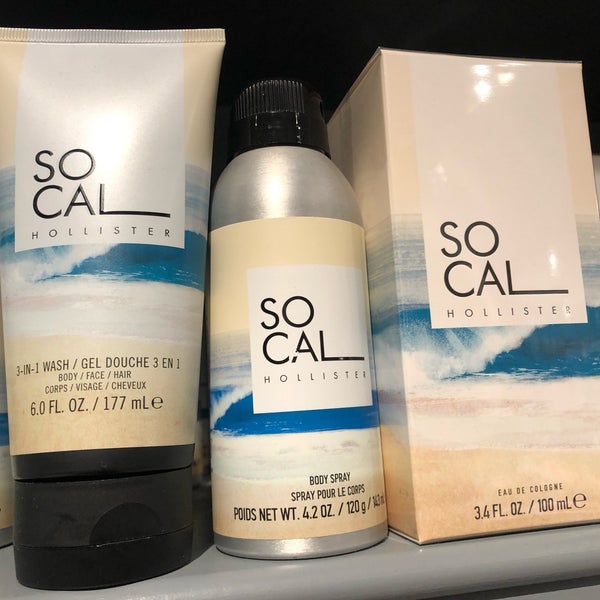 SO
CAL
HOLLISTER
3-IN-1 WASH / GEL DOUCHE 3 EN 1
BODY / FACE / HAIR
CORPS / VISAGE / CHEVEUX
6.0 FL. OZ. / 177 mL℮
SO
CAL
HOLLISTER
BODY SPRAY
SPRAY POUR LE CORPS
POIDS NET WT. 4.2 OZ. / 120 g /
SO
CAL
HOLLISTER
EAU DE COLOGNE
3.4 FL. OZ. / 100 mL℮